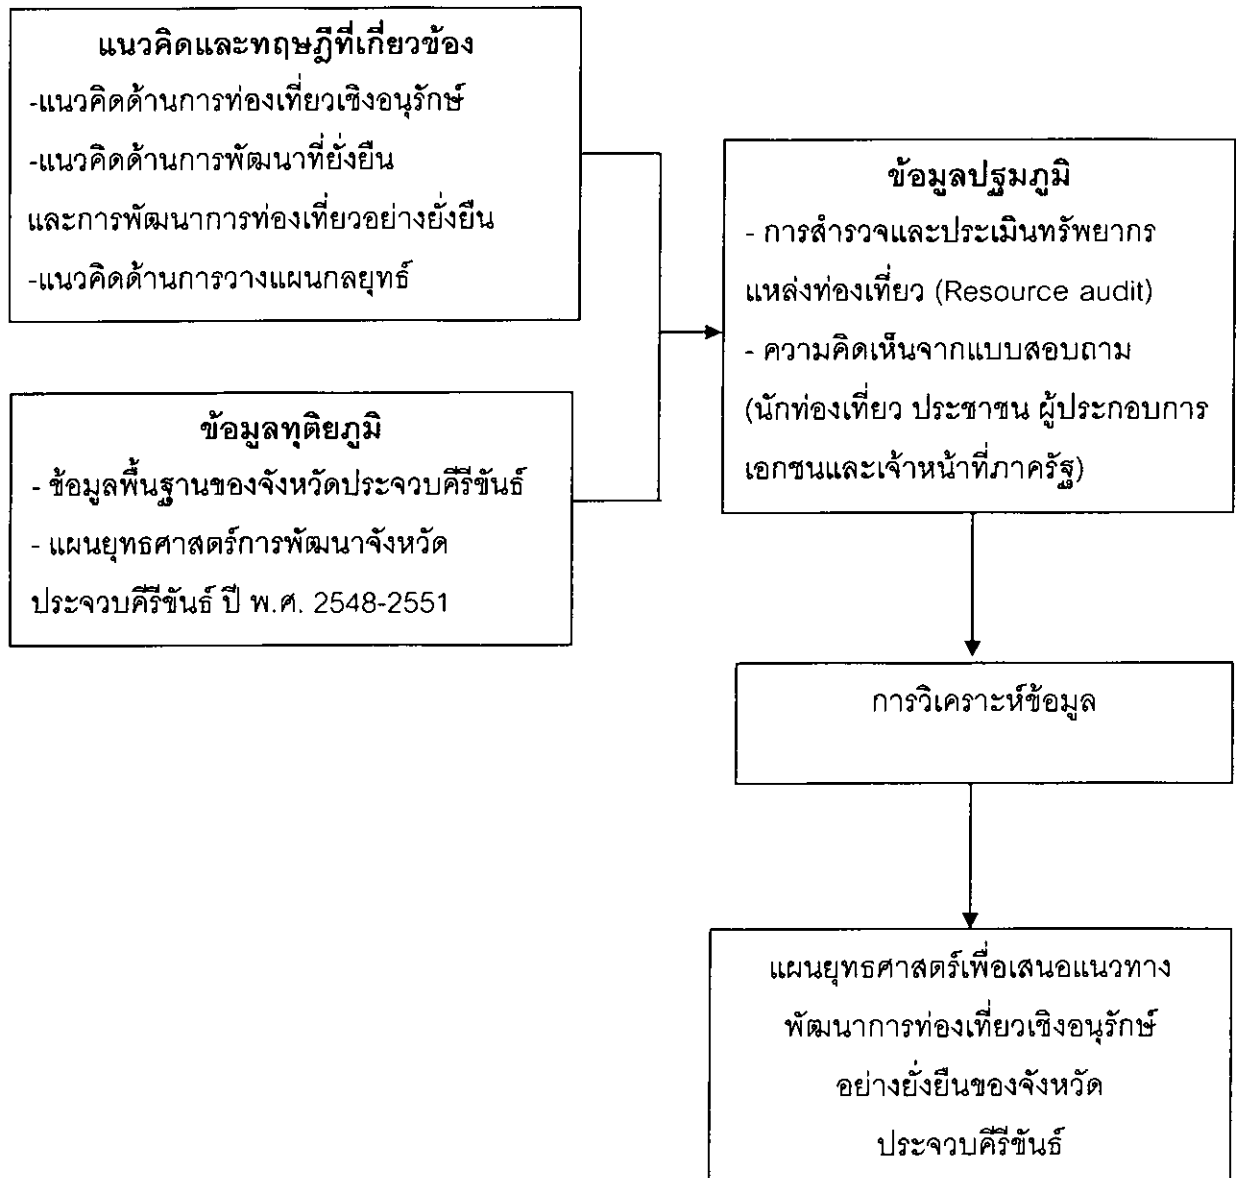 แนวคิดและทฤษฎีที่เกี่ยวข้อง
-แนวคิดด้านการท่องเที่ยวเชิงอนุรักษ์
-แนวคิดด้านการพัฒนาที่ยั่งยืน
และการพัฒนาการท่องเที่ยวอย่างยั่งยืน
-แนวคิดด้านการวางแผนกลยุทธ์
ข้อมูลทุติยภูมิ
- ข้อมูลพื้นฐานของจังหวัดประจวบคีรีขันธ์
- แผนยุทธศาสตร์การพัฒนาจังหวัด
ประจวบคีรีขันธ์ ปี พ.ศ. 2548-2551
ข้อมูลปฐมภูมิ
- การสำรวจและประเมินทรัพยากร
แหล่งท่องเที่ยว (Resource audit)
- ความคิดเห็นจากแบบสอบถาม
(นักท่องเที่ยว ประชาชน ผู้ประกอบการ
เอกชนและเจ้าหน้าที่ภาครัฐ)
การวิเคราะห์ข้อมูล
แผนยุทธศาสตร์เพื่อเสนอแนวทาง
พัฒนาการท่องเที่ยวเชิงอนุรักษ์
อย่างยั่งยืนของจังหวัด
ประจวบคีรีขันธ์